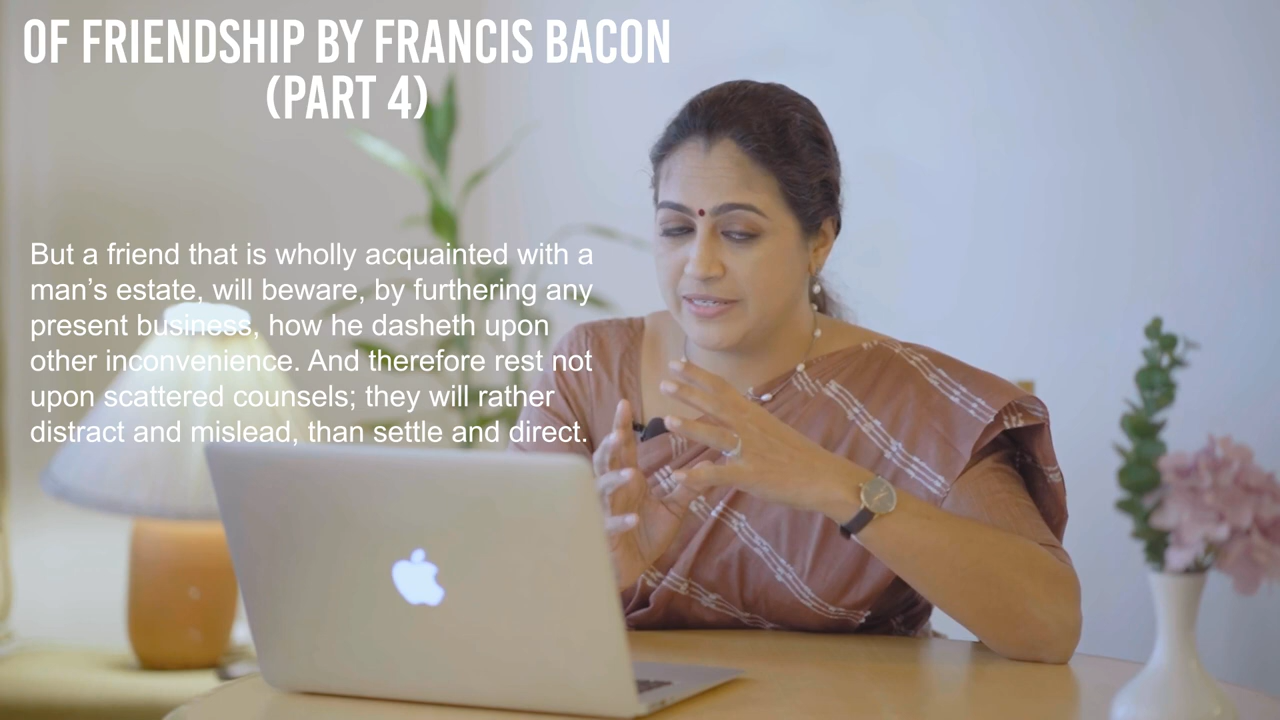 OF FRIENDSHIP BY FRANCIS BACON
(PART 4)
But a friend that is wholly acquainted with a
man’s estate, will beware, by furthering any
present business, how he dasheth upon
other inconvenience. And therefore rest not
upon scattered counsels; they will rather
distract and mislead, than settle and direct.